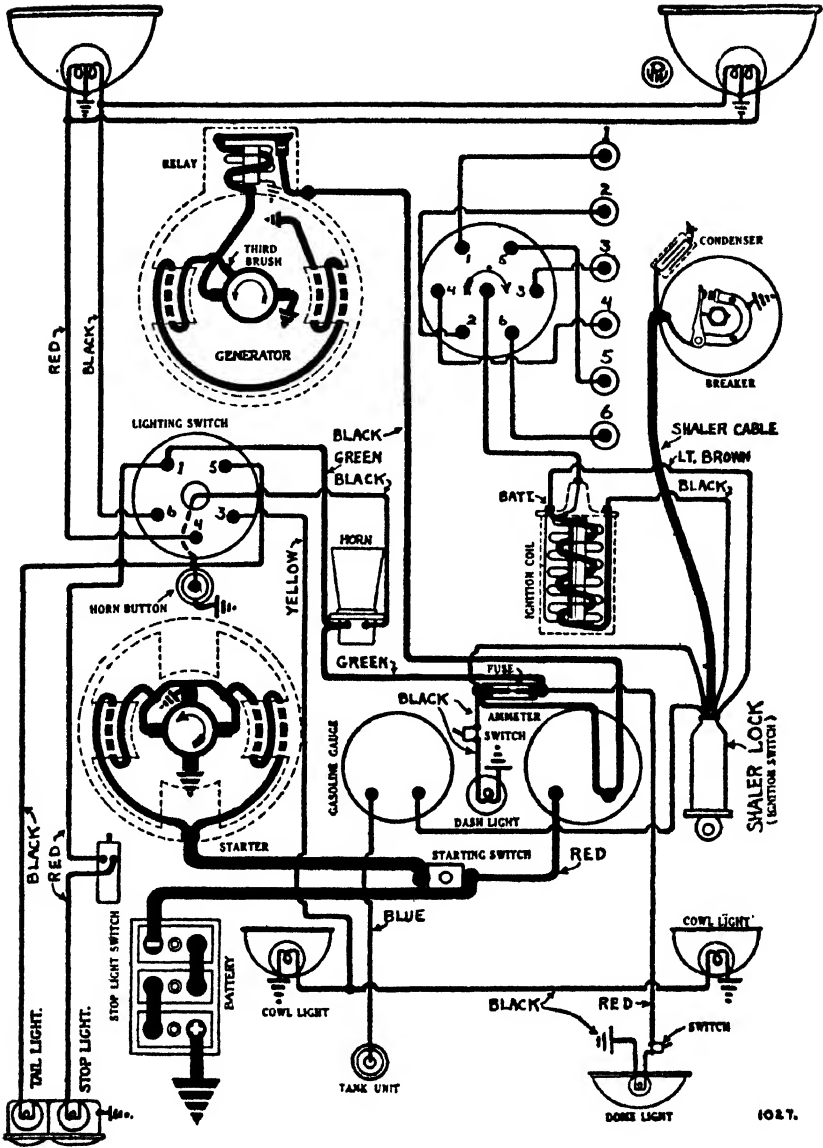 1
RELAY
2
THIRD
BRUSH
3
CONDENSER
1 5
4 3
4
2 6
GENERATOR
BREAKER
RED
BLACK
5
6
LIGHTING SWITCH
BLACK
GREEN
BLACK
SHALER CABLE
LT. BROWN
BLACK
1 5
6 3
4
BATT.
HORN
IGNITION COIL
YELLOW
HORN BUTTON
GREEN
FUSE
BLACK
AMMETER
SWITCH
GASOLINE GAUGE
DASH LIGHT
SHALER LOCK
(IGNITION SWITCH)
STARTER
STARTING SWITCH
RED
BLACK
RED
BLUE
STOP LIGHT SWITCH
BATTERY
COWL LIGHT
COWL LIGHT
BLACK
RED
SWITCH
TAIL LIGHT.
STOP LIGHT.
TANK UNIT
DOME LIGHT
1027.